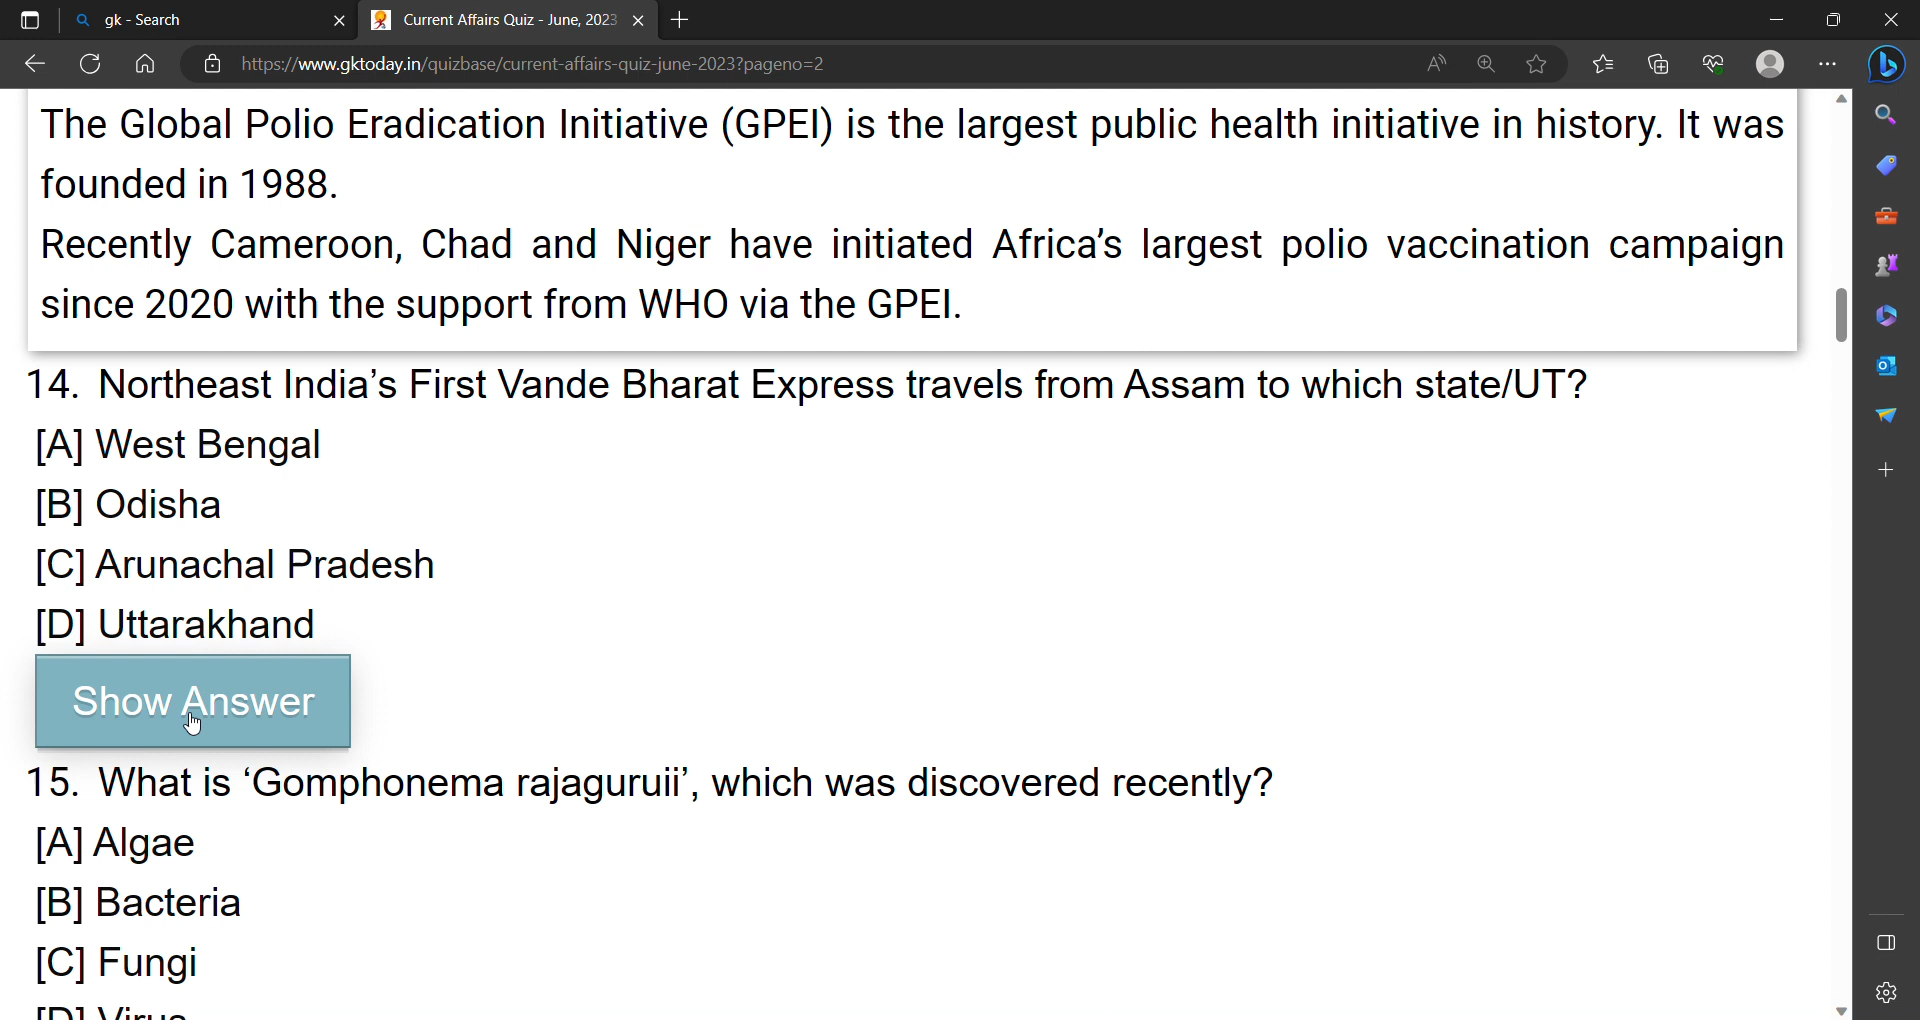 gk - Search
Current Affairs Quiz - June, 2023
https://www.gktoday.in/quizbase/current-affairs-quiz-june-2023?pageno=2
The Global Polio Eradication Initiative (GPEI) is the largest public health initiative in history. It was
founded in 1988.
Recently Cameroon, Chad and Niger have initiated Africa’s largest polio vaccination campaign
since 2020 with the support from WHO via the GPEI.
14. Northeast India’s First Vande Bharat Express travels from Assam to which state/UT?
[A] West Bengal
[B] Odisha
[C] Arunachal Pradesh
[D] Uttarakhand
Show Answer
15. What is ‘Gomphonema rajaguruii’, which was discovered recently?
[A] Algae
[B] Bacteria
[C] Fungi
[D] Virus